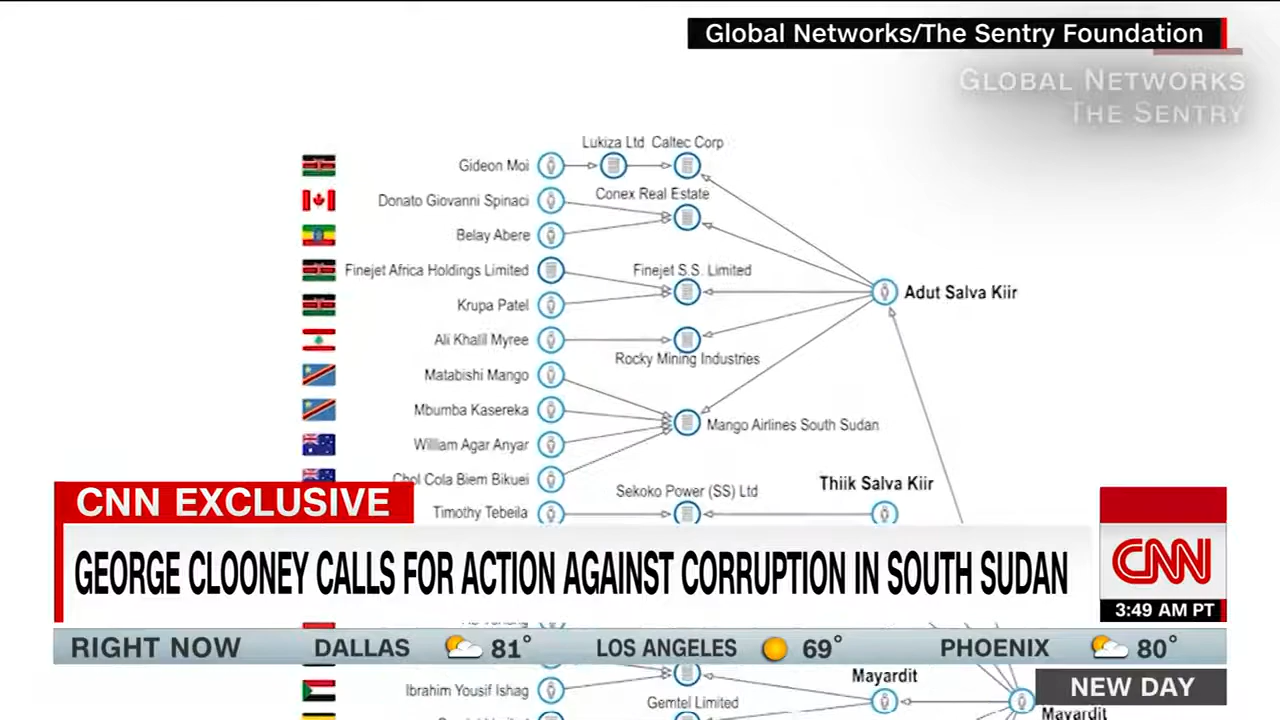 Global Networks/The Sentry Foundation
GLOBAL NETWORKS
THE SENTRY
Lukiza Ltd Caltec Corp
Gideon Moi
Conex Real Estate
Donato Giovanni Spinaci
Belay Abere
Finejet Africa Holdings Limited
Finejet S.S. Limited
Adut Salva Kiir
Krupa Patel
Ali Khalil Myree
Rocky Mining Industries
Matabishi Mango
Mbumba Kasereka
Mango Airlines South Sudan
William Agar Anyar
Chol Cola Biem Bikuei
Thiik Salva Kiir
Sekoko Power (SS) Ltd
Timothy Tebeila
CNN EXCLUSIVE
GEORGE CLOONEY CALLS FOR ACTION AGAINST CORRUPTION IN SOUTH SUDAN
CNN
3:49 AM PT
RIGHT NOW DALLAS 81° LOS ANGELES 69° PHOENIX 80°
Mayardit
Ibrahim Yousif Ishag
Gemtel Limited
NEW DAY
Mayardit